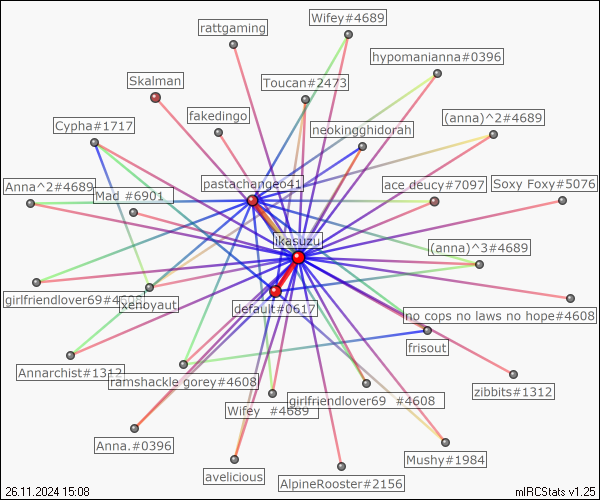 Wifey#4689
rattgaming
hypomanianna#0396
Skalman
Toucan#2473
fakedingo
(anna)^2#4689
Cypha#1717
neokingghidorah
pastachangeo41
ace deucy#7097
Soxy Foxy#5076
Anna^2#4689
Mad #6901
Ikasuzu
(anna)^3#4689
girlfriendlover69#4608
xenoyaut
default#0617
no cops no laws no hope#4608
frisout
Annarchist#1312
ramshackle gorey#4608
zibbits#1312
girlfriendlover69 #4608
Wifey #4689
Anna.#0396
Mushy#1984
avelicious
AlpineRooster#2156
26.11.2024 15:08
mIRCStats v1.25